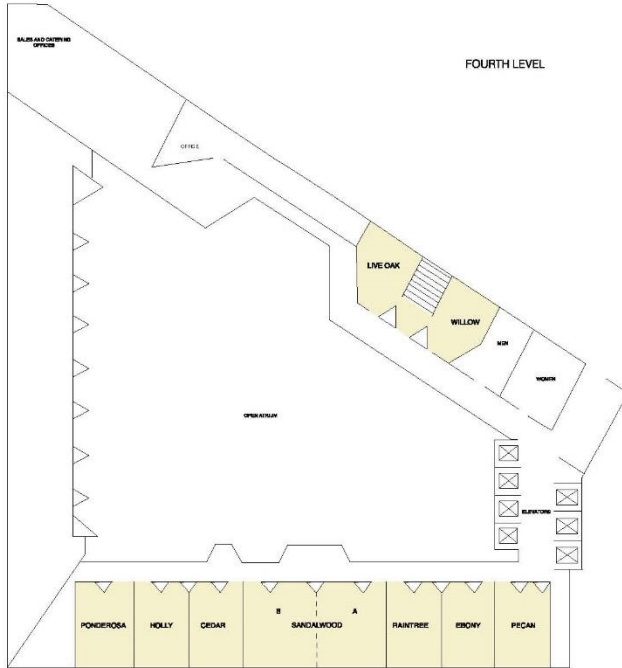 SALES AND CATERING
OFFICES
FOURTH LEVEL
OFFICE
LIVE OAK
WILLOW
MEN
WOMEN
OPEN ATRIUM
ELEVATORS
B
A
PONDEROSA
HOLLY
CEDAR
SANDALWOOD
RAINTREE
EBONY
PECAN